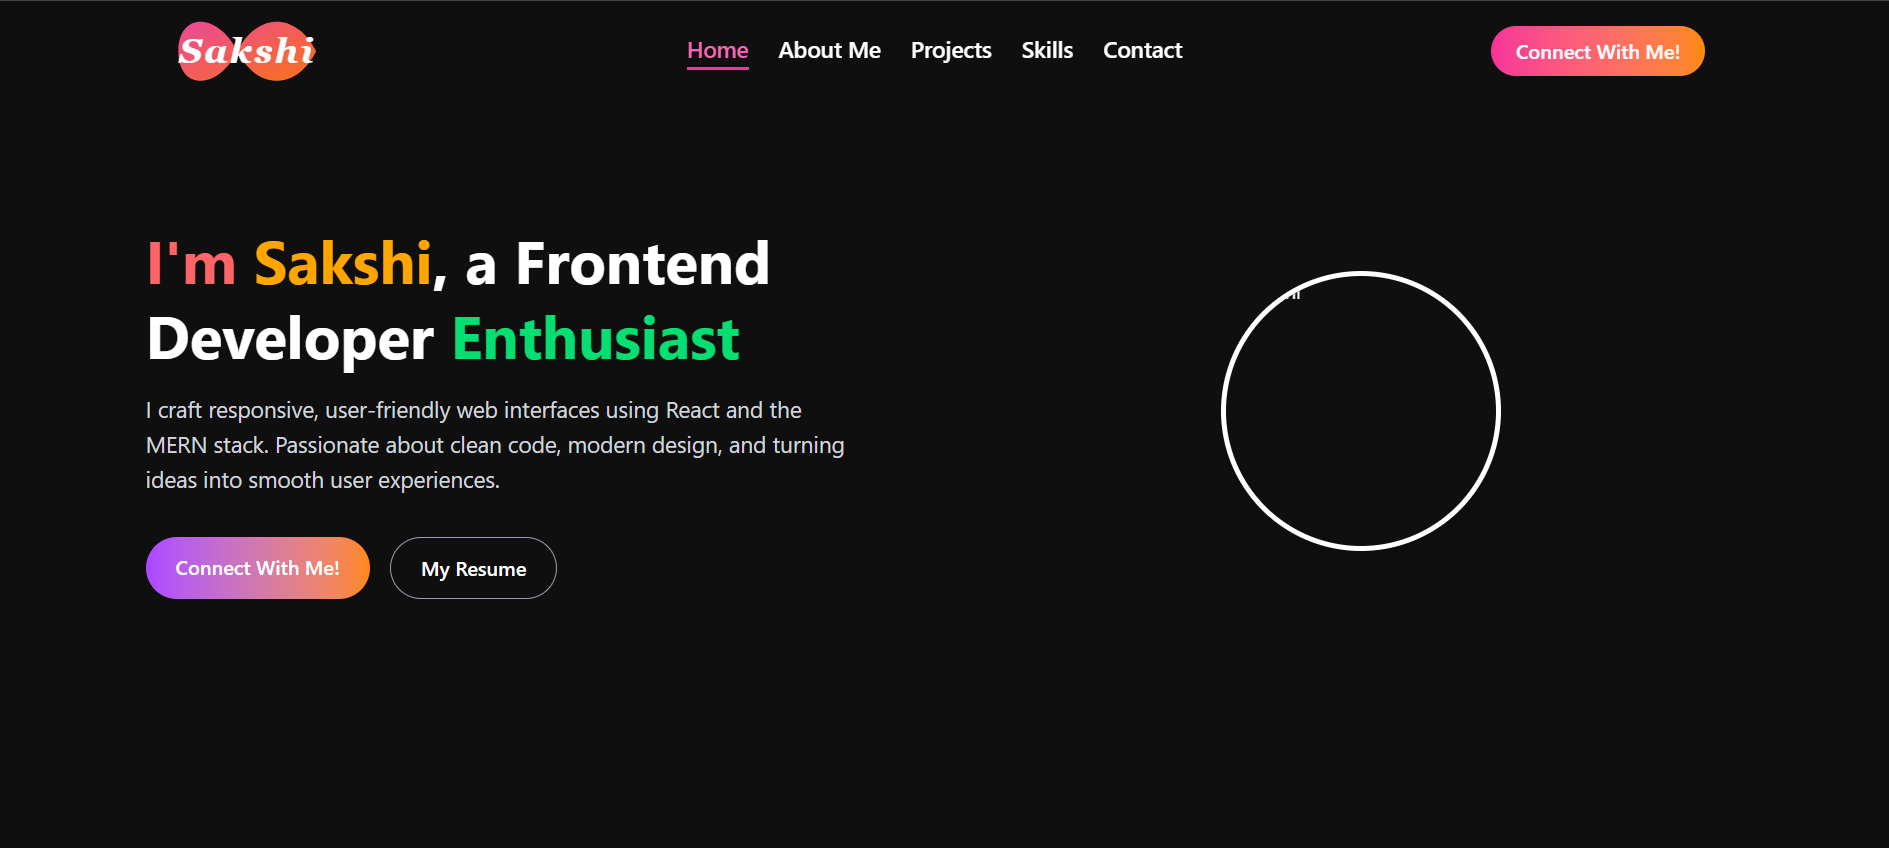 Sakshi
Home About Me Projects Skills Contact
Connect With Me!
I'm Sakshi, a Frontend
Developer Enthusiast
I craft responsive, user-friendly web interfaces using React and the
MERN stack. Passionate about clean code, modern design, and turning
ideas into smooth user experiences.
Connect With Me!
My Resume